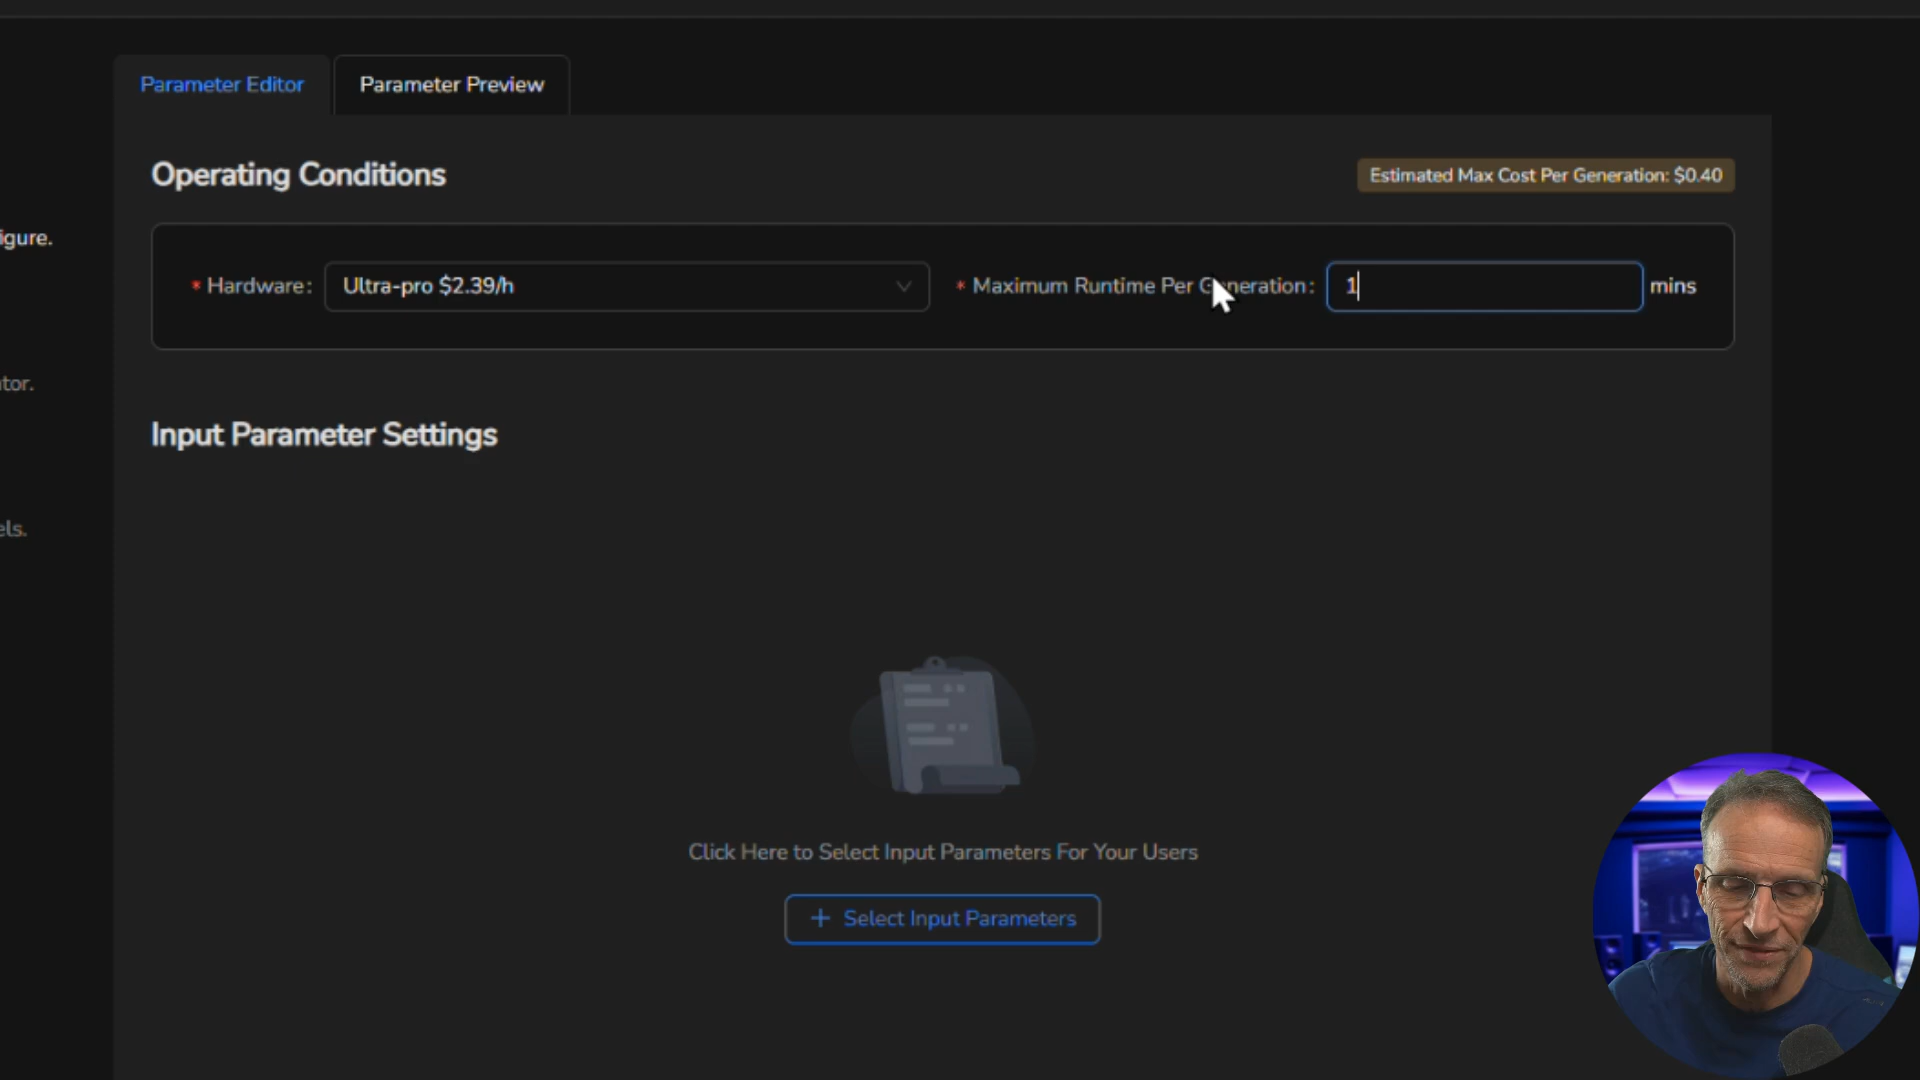 Parameter Editor
Parameter Preview
Operating Conditions
Estimated Max Cost Per Generation: $0.40
igure.
* Hardware: Ultra-pro $2.39/h
* Maximum Runtime Per Generation: 1 mins
tor.
Input Parameter Settings
els.
Click Here to Select Input Parameters For Your Users
+ Select Input Parameters